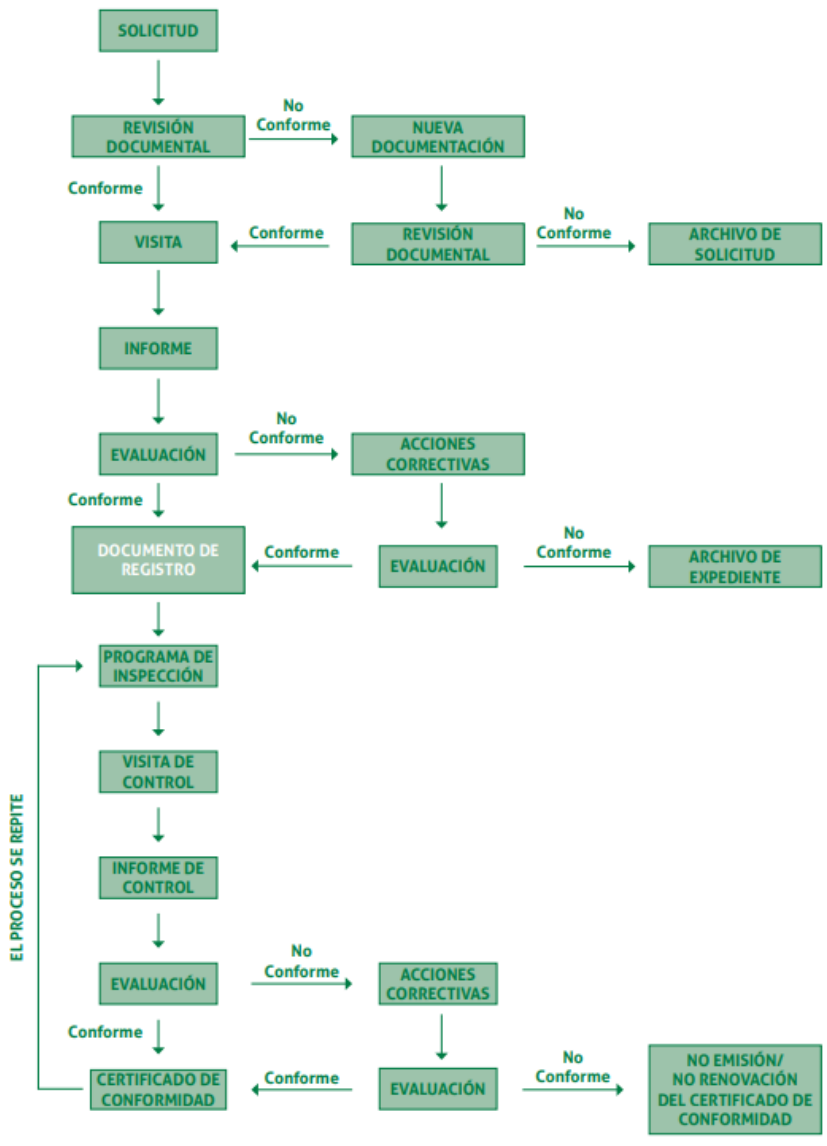 SOLICITUD
No
Conforme
REVISIÓN
DOCUMENTAL
NUEVA
DOCUMENTACIÓN
Conforme
VISITA
Conforme
REVISIÓN
DOCUMENTAL
No
Conforme
ARCHIVO DE
SOLICITUD
INFORME
No
Conforme
EVALUACIÓN
ACCIONES
CORRECTIVAS
Conforme
DOCUMENTO DE
REGISTRO
Conforme
EVALUACIÓN
No
Conforme
ARCHIVO DE
EXPEDIENTE
PROGRAMA DE
INSPECCIÓN
VISITA DE
CONTROL
EL PROCESO SE REPITE
INFORME DE
CONTROL
No
Conforme
EVALUACIÓN
ACCIONES
CORRECTIVAS
Conforme
CERTIFICADO DE
CONFORMIDAD
Conforme
EVALUACIÓN
No
Conforme
NO EMISIÓN/
NO RENOVACIÓN
DEL CERTIFICADO DE
CONFORMIDAD